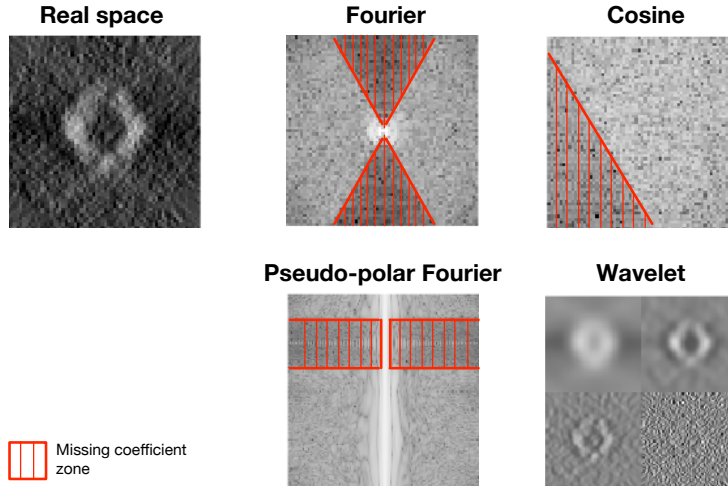 Real space
Fourier
Cosine
Pseudo-polar Fourier
Wavelet
Missing coefficient
zone